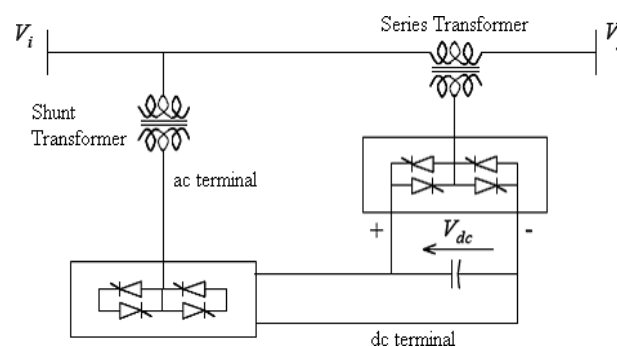 V_i
Series Transformer
V
Shunt
Transformer
ac terminal
+
V_dc
-
dc terminal